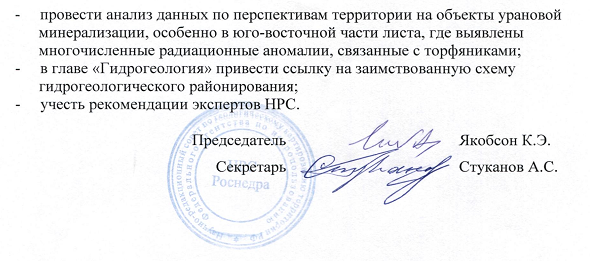 - провести анализ данных по перспективам территории на объекты урановой
минерализации, особенно в юго-восточной части листа, где выявлены
многочисленные радиационные аномалии, связанные с торфяниками;
- в главе «Гидрогеология» привести ссылку на заимствованную схему
гидрогеологического районирования;
- учесть рекомендации экспертов НРС.
Председатель Якобсон К.Э.
Секретарь Стуканов А.С.
НРС
Роснедра